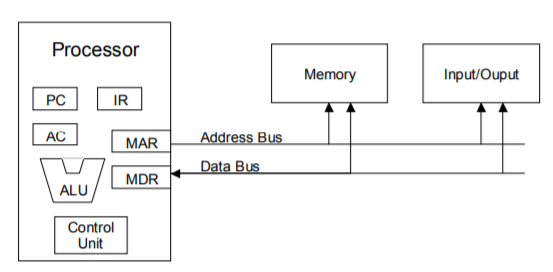 Processor
Memory
Input/Ouput
PC
IR
AC
MAR
Address Bus
MDR
Data Bus
ALU
Control
Unit